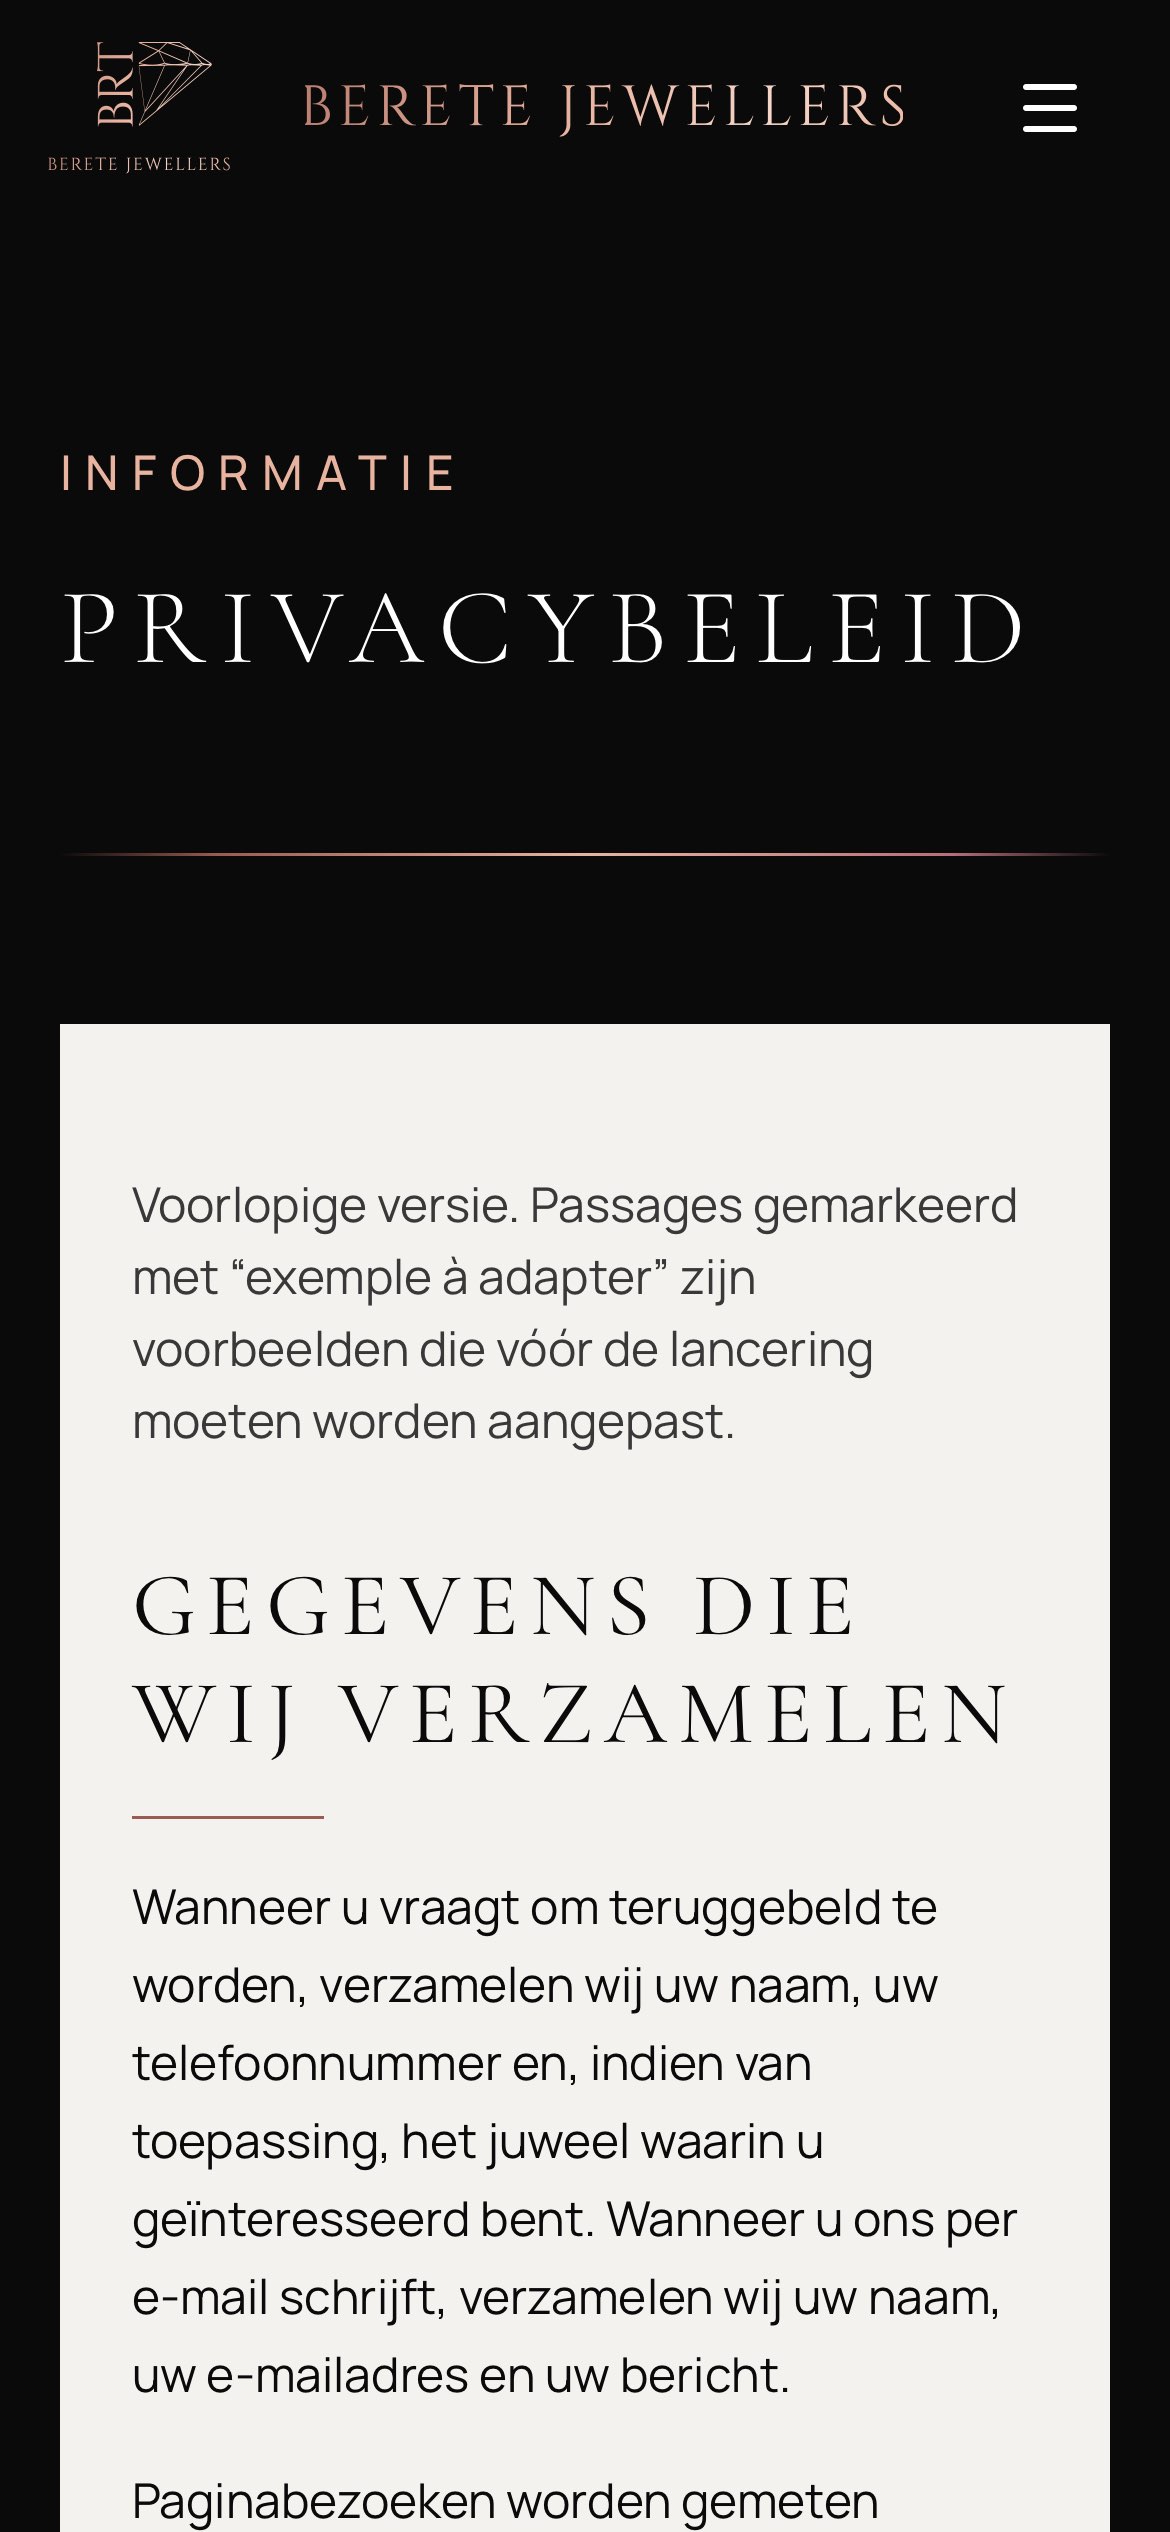 BRT
BERETE JEWELLERS
BERETE JEWELLERS
INFORMATIE
PRIVACYBELEID
Voorlopige versie. Passages gemarkeerd
met “exemple à adapter” zijn
voorbeelden die vóór de lancering
moeten worden aangepast.
GEGEVENS DIE
WIJ VERZAMELEN
Wanneer u vraagt om teruggebeld te
worden, verzamelen wij uw naam, uw
telefoonnummer en, indien van
toepassing, het juweel waarin u
geïnteresseerd bent. Wanneer u ons per
e-mail schrijft, verzamelen wij uw naam,
uw e-mailadres en uw bericht.
Paginabezoeken worden gemeten